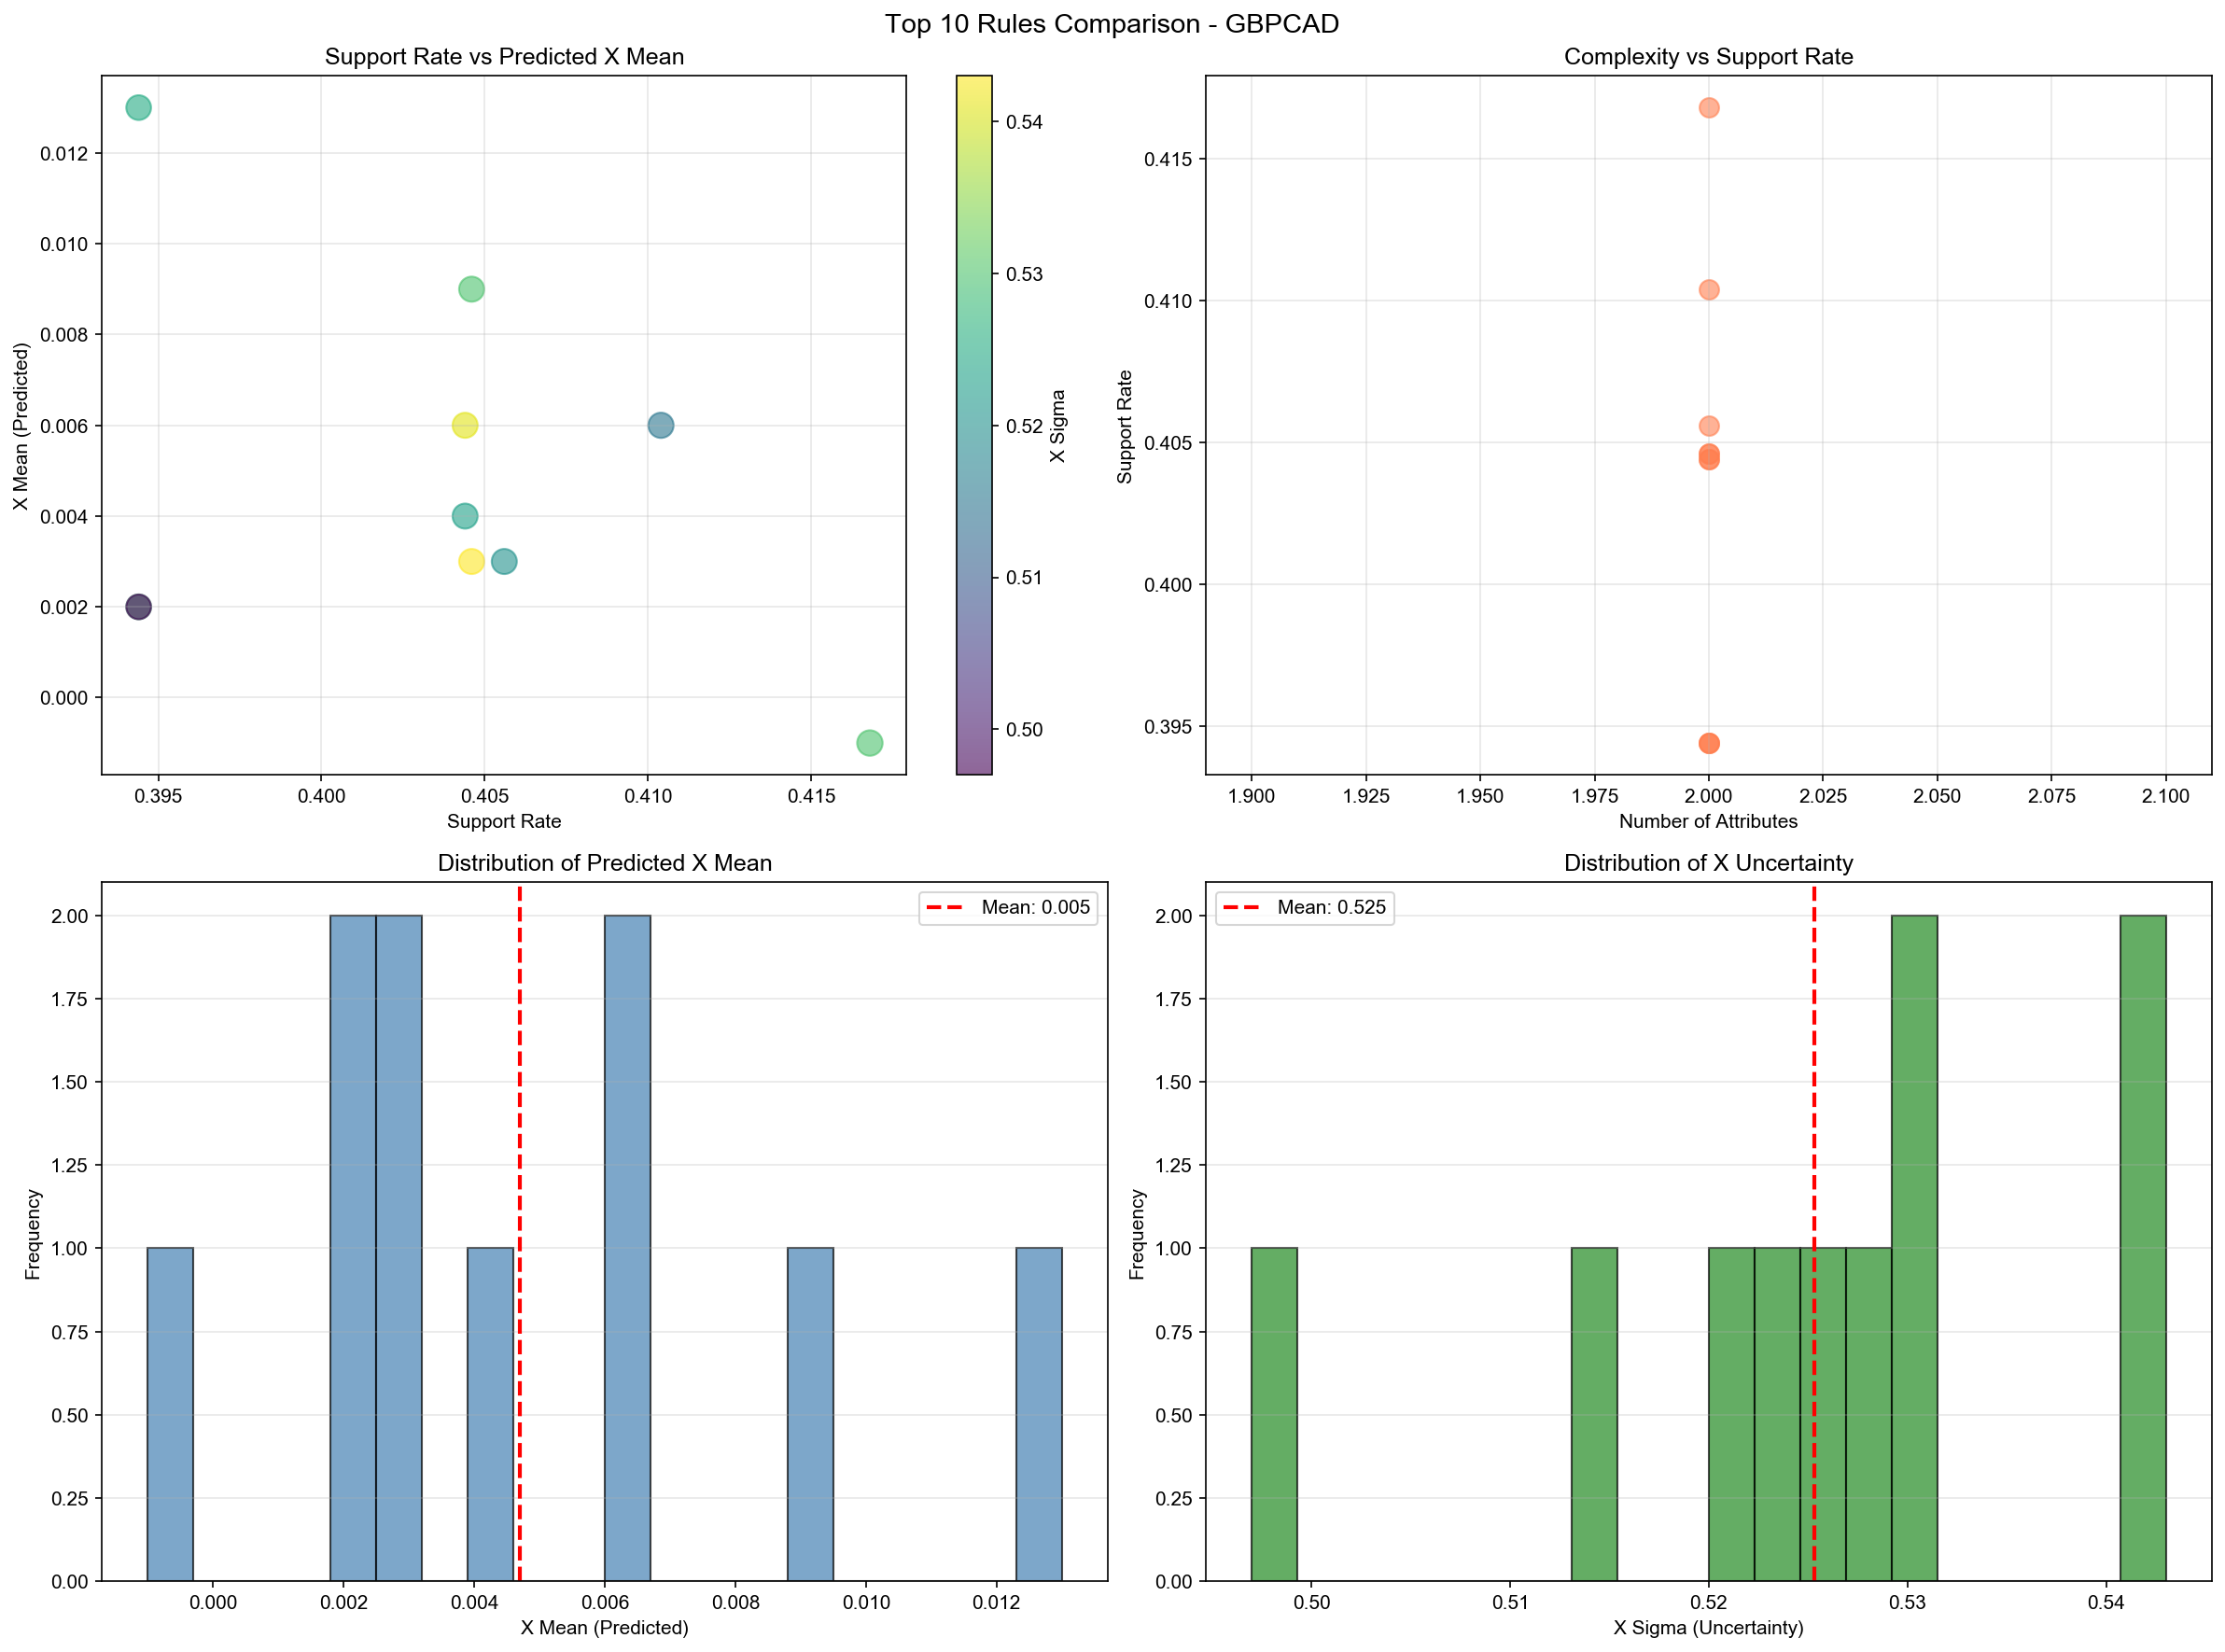 Top 10 Rules Comparison - GBPCAD
Support Rate vs Predicted X Mean
0.012
0.010
0.008
0.006
0.004
0.002
0.000
X Mean (Predicted)
0.395 0.400 0.405 0.410 0.415
Support Rate
0.54
0.53
0.52
0.51
0.50
X Sigma
Complexity vs Support Rate
0.415
0.410
0.405
0.400
0.395
Support Rate
1.900 1.925 1.950 1.975 2.000 2.025 2.050 2.075 2.100
Number of Attributes
Distribution of Predicted X Mean
Mean: 0.005
2.00
1.75
1.50
1.25
1.00
0.75
0.50
0.25
0.00
Frequency
0.000 0.002 0.004 0.006 0.008 0.010 0.012
X Mean (Predicted)
Distribution of X Uncertainty
Mean: 0.525
2.00
1.75
1.50
1.25
1.00
0.75
0.50
0.25
0.00
Frequency
0.50 0.51 0.52 0.53 0.54
X Sigma (Uncertainty)